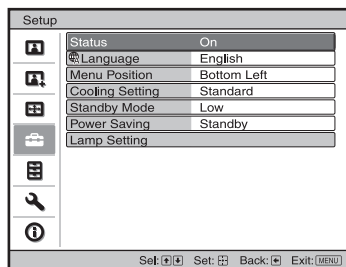 Setup
Status On
Language English
Menu Position Bottom Left
Cooling Setting Standard
Standby Mode Low
Power Saving Standby
Lamp Setting
Sel: Set: Back: Exit: MENU